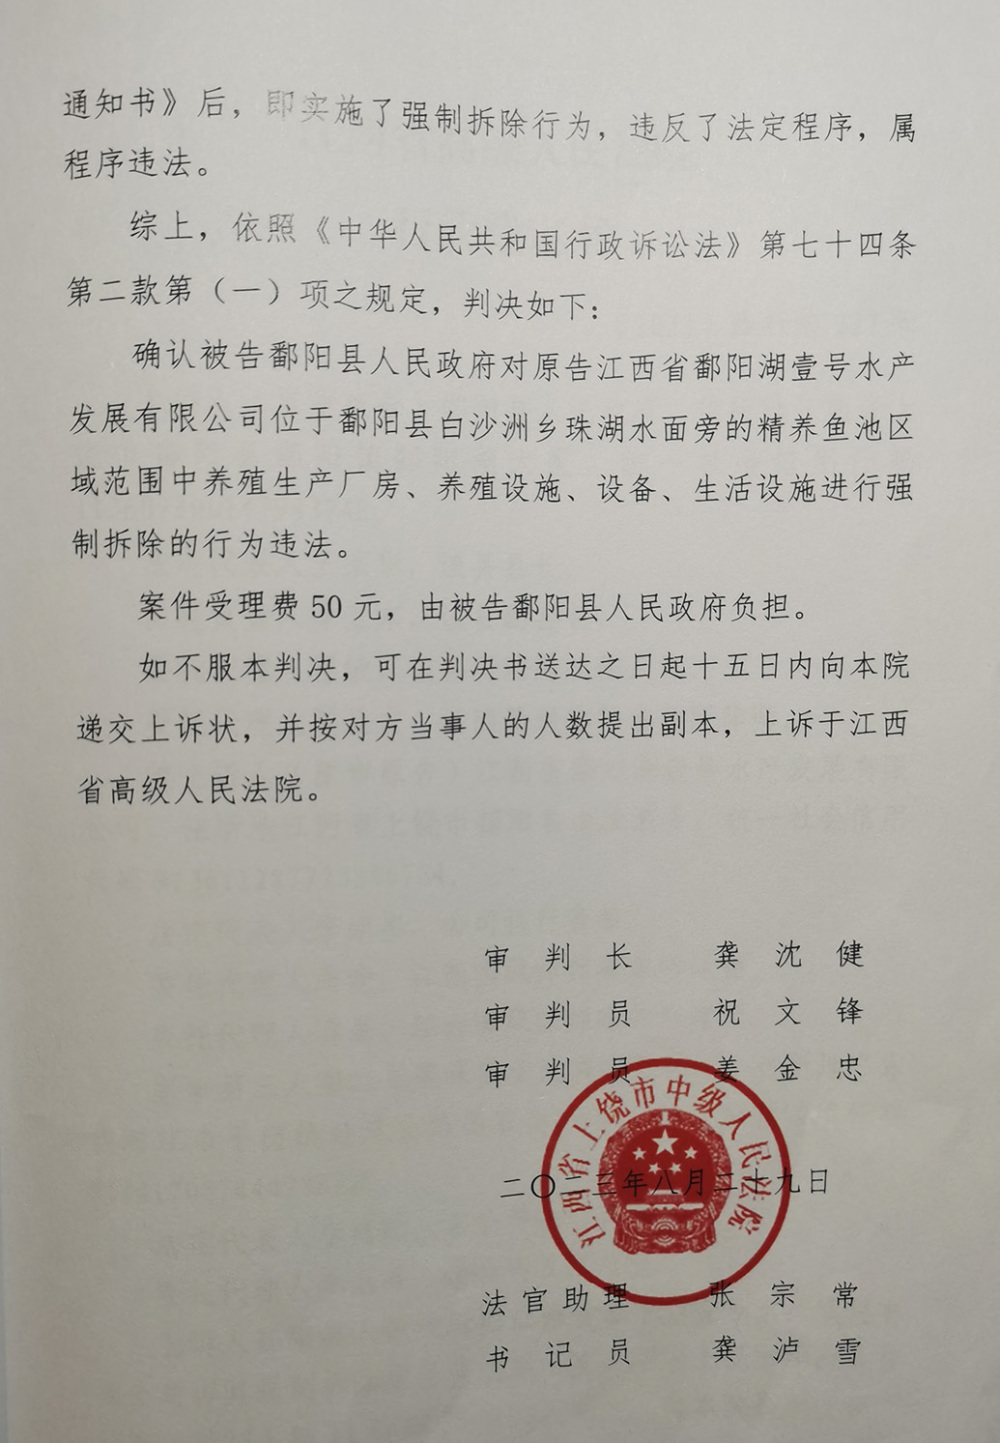 通知书》后，即实施了强制拆除行为，违反了法定程序，属
程序违法。
综上，依照《中华人民共和国行政诉讼法》第七十四条
第二款第（一）项之规定，判决如下：
确认被告鄱阳县人民政府对原告江西省鄱阳湖壹号水产
发展有限公司位于鄱阳县白沙洲乡珠湖水面旁的精养鱼池区
域范围中养殖生产厂房、养殖设施、设备、生活设施进行强
制拆除的行为违法。
案件受理费50元，由被告鄱阳县人民政府负担。
如不服本判决，可在判决书送达之日起十五日内向本院
递交上诉状，并按对方当事人的人数提出副本，上诉于江西
省高级人民法院。
审判长 龚沈健
审判员 祝文锋
审判员 姜金忠
江西省上饶市中级人民法院
二〇二三年八月二十九日
法官助理 张宗常
书记员 龚泸雪